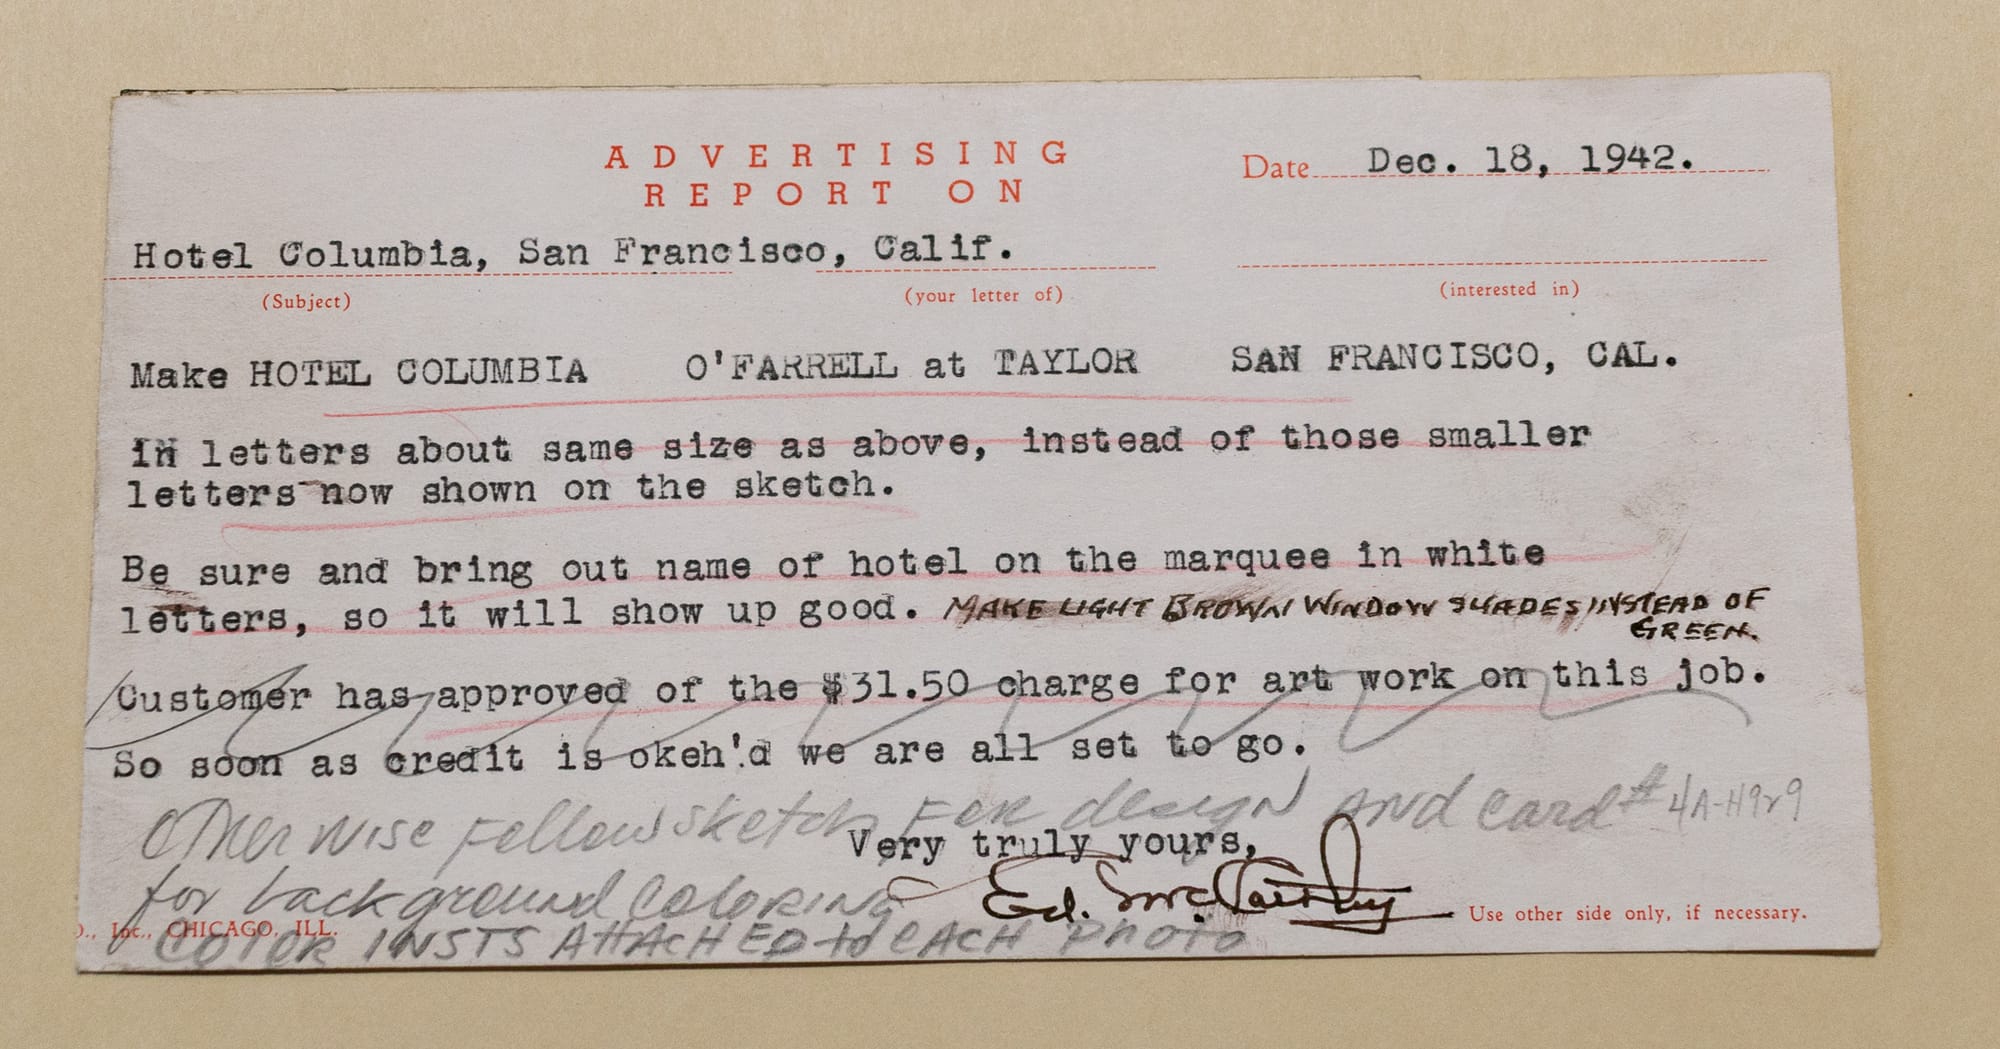 ADVERTISING
REPORT ON
Date Dec. 18, 1942.
Hotel Columbia, San Francisco, Calif.
(Subject) (your letter of) (interested in)
Make HOTEL COLUMBIA O'FARRELL at TAYLOR SAN FRANCISCO, CAL.
In letters about same size as above, instead of those smaller
letters now shown on the sketch.
Be sure and bring out name of hotel on the marquee in white
letters, so it will show up good. MAKE LIGHT BROWN WINDOW SHADES, INSTEAD OF
GREEN.
Customer has approved of the $31.50 charge for art work on this job.
So soon as credit is okeh'd we are all set to go.
OTHerwise Follow sketch FOR design AND card # 4A-H929
Very truly yours,
for background COLORING
Ed. McCarthy
Use other side only, if necessary.
O., Inc., CHICAGO, ILL.
COLOR INSTS ATTACHED to EACH PHOTO